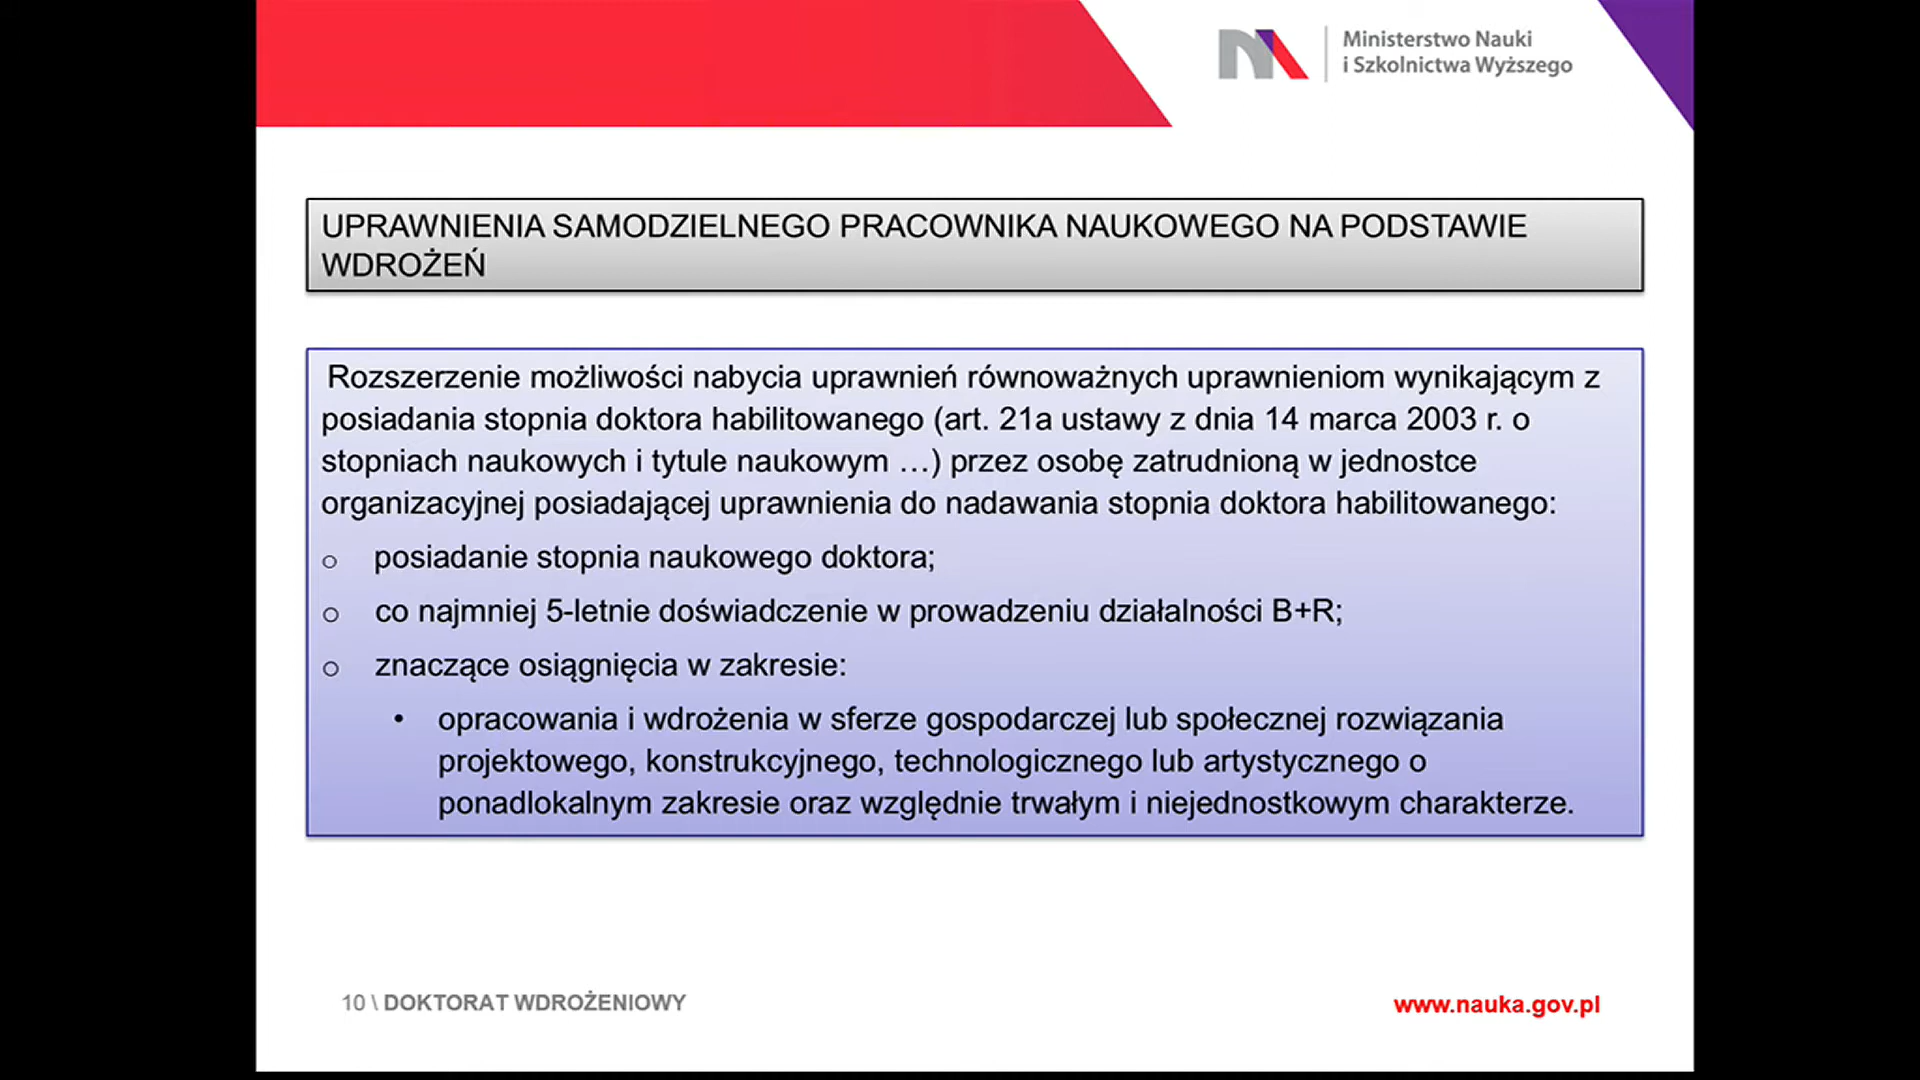 Ministerstwo Nauki
i Szkolnictwa Wyższego
UPRAWNIENIA SAMODZIELNEGO PRACOWNIKA NAUKOWEGO NA PODSTAWIE
WDROŻEŃ
Rozszerzenie możliwości nabycia uprawnień równoważnych uprawnieniom wynikającym z
posiadania stopnia doktora habilitowanego (art. 21a ustawy z dnia 14 marca 2003 r. o
stopniach naukowych i tytule naukowym …) przez osobę zatrudnioną w jednostce
organizacyjnej posiadającej uprawnienia do nadawania stopnia doktora habilitowanego:
o posiadanie stopnia naukowego doktora;
o co najmniej 5-letnie doświadczenie w prowadzeniu działalności B+R;
o znaczące osiągnięcia w zakresie:
• opracowania i wdrożenia w sferze gospodarczej lub społecznej rozwiązania
projektowego, konstrukcyjnego, technologicznego lub artystycznego o
ponadlokalnym zakresie oraz względnie trwałym i niejednostkowym charakterze.
10 \ DOKTORAT WDROŻENIOWY
www.nauka.gov.pl